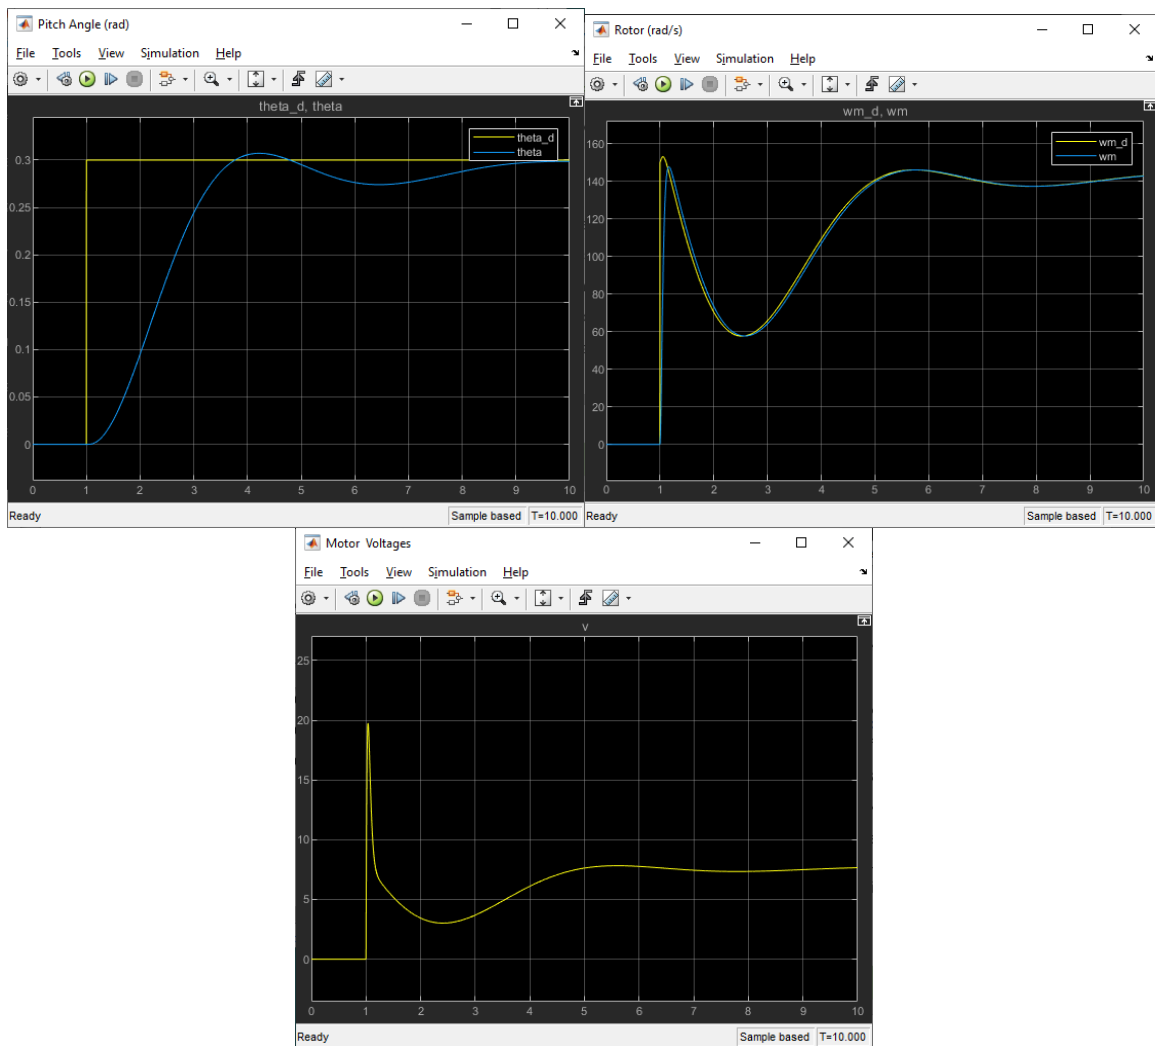 Pitch Angle (rad)
File Tools View Simulation Help
theta_d, theta
theta_d
theta
0.3
0.25
0.2
0.15
0.1
0.05
0
0 1 2 3 4 5 6 7 8 9 10
Ready Sample based T=10.000
Rotor (rad/s)
File Tools View Simulation Help
wm_d, wm
wm_d
wm
160
140
120
100
80
60
40
20
0
0 1 2 3 4 5 6 7 8 9 10
Ready Sample based T=10.000
Motor Voltages
File Tools View Simulation Help
v
25
20
15
10
5
0
0 1 2 3 4 5 6 7 8 9 10
Ready Sample based T=10.000